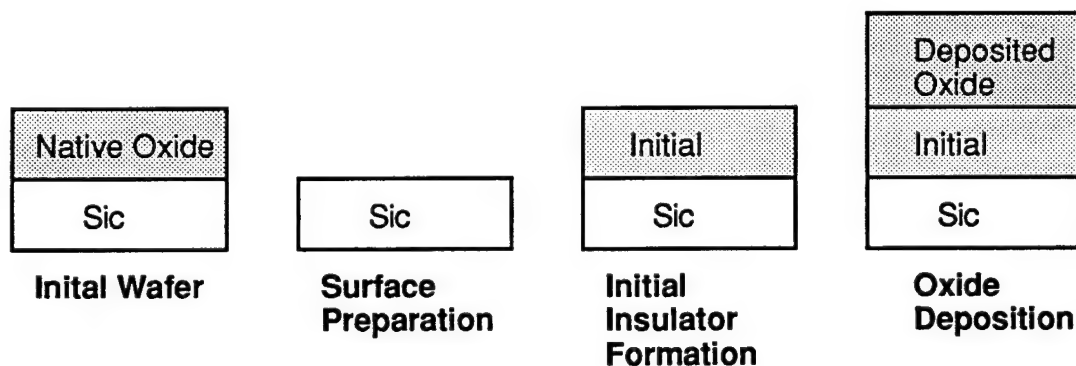 Native Oxide
Sic
Inital Wafer
Sic
Surface
Preparation
Initial
Sic
Initial
Insulator
Formation
Deposited
Oxide
Initial
Sic
Oxide
Deposition